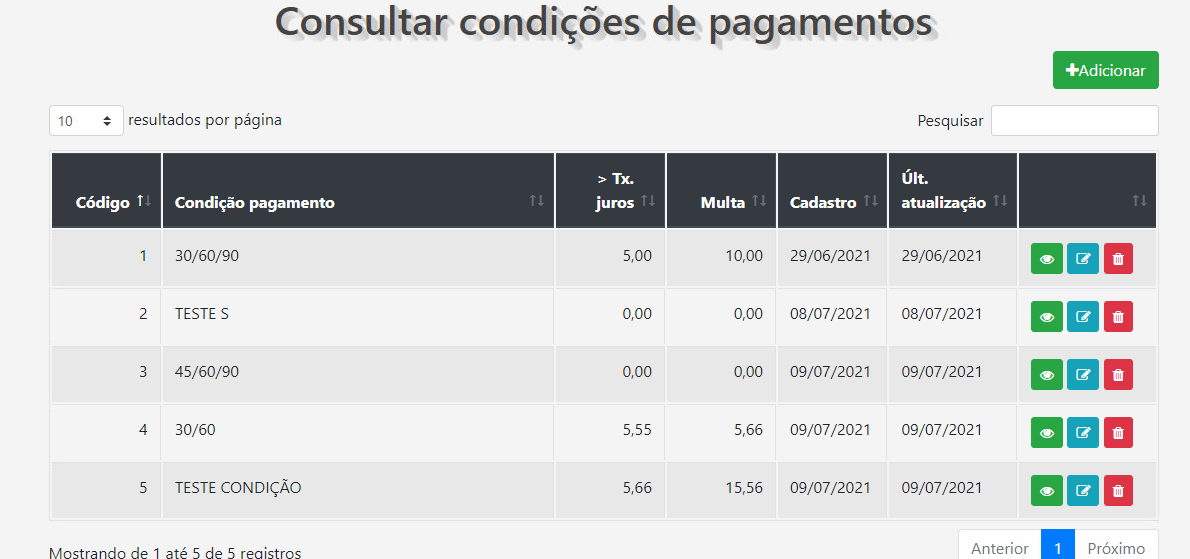 Consultar condições de pagamentos
Adicionar
10 resultados por página
Pesquisar
Código Condição pagamento > Tx. juros Multa Cadastro Últ. atualização
1 30/60/90 5,00 10,00 29/06/2021 29/06/2021
2 TESTE S 0,00 0,00 08/07/2021 08/07/2021
3 45/60/90 0,00 0,00 09/07/2021 09/07/2021
4 30/60 5,55 5,66 09/07/2021 09/07/2021
5 TESTE CONDIÇÃO 5,66 15,56 09/07/2021 09/07/2021
Mostrando de 1 até 5 de 5 registros
Anterior 1 Próximo